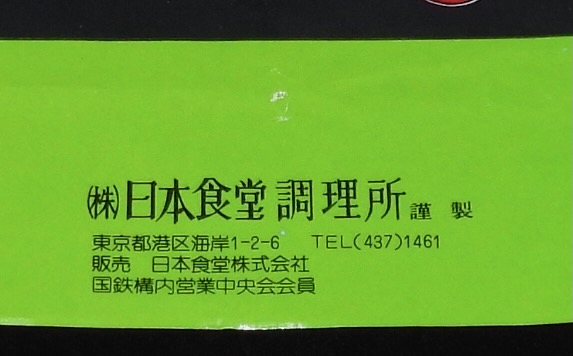 ㈱日本食堂調理所謹製
東京都港区海岸1-2-6 TEL(437)1461
販売 日本食堂株式会社
国鉄構内営業中央会会員